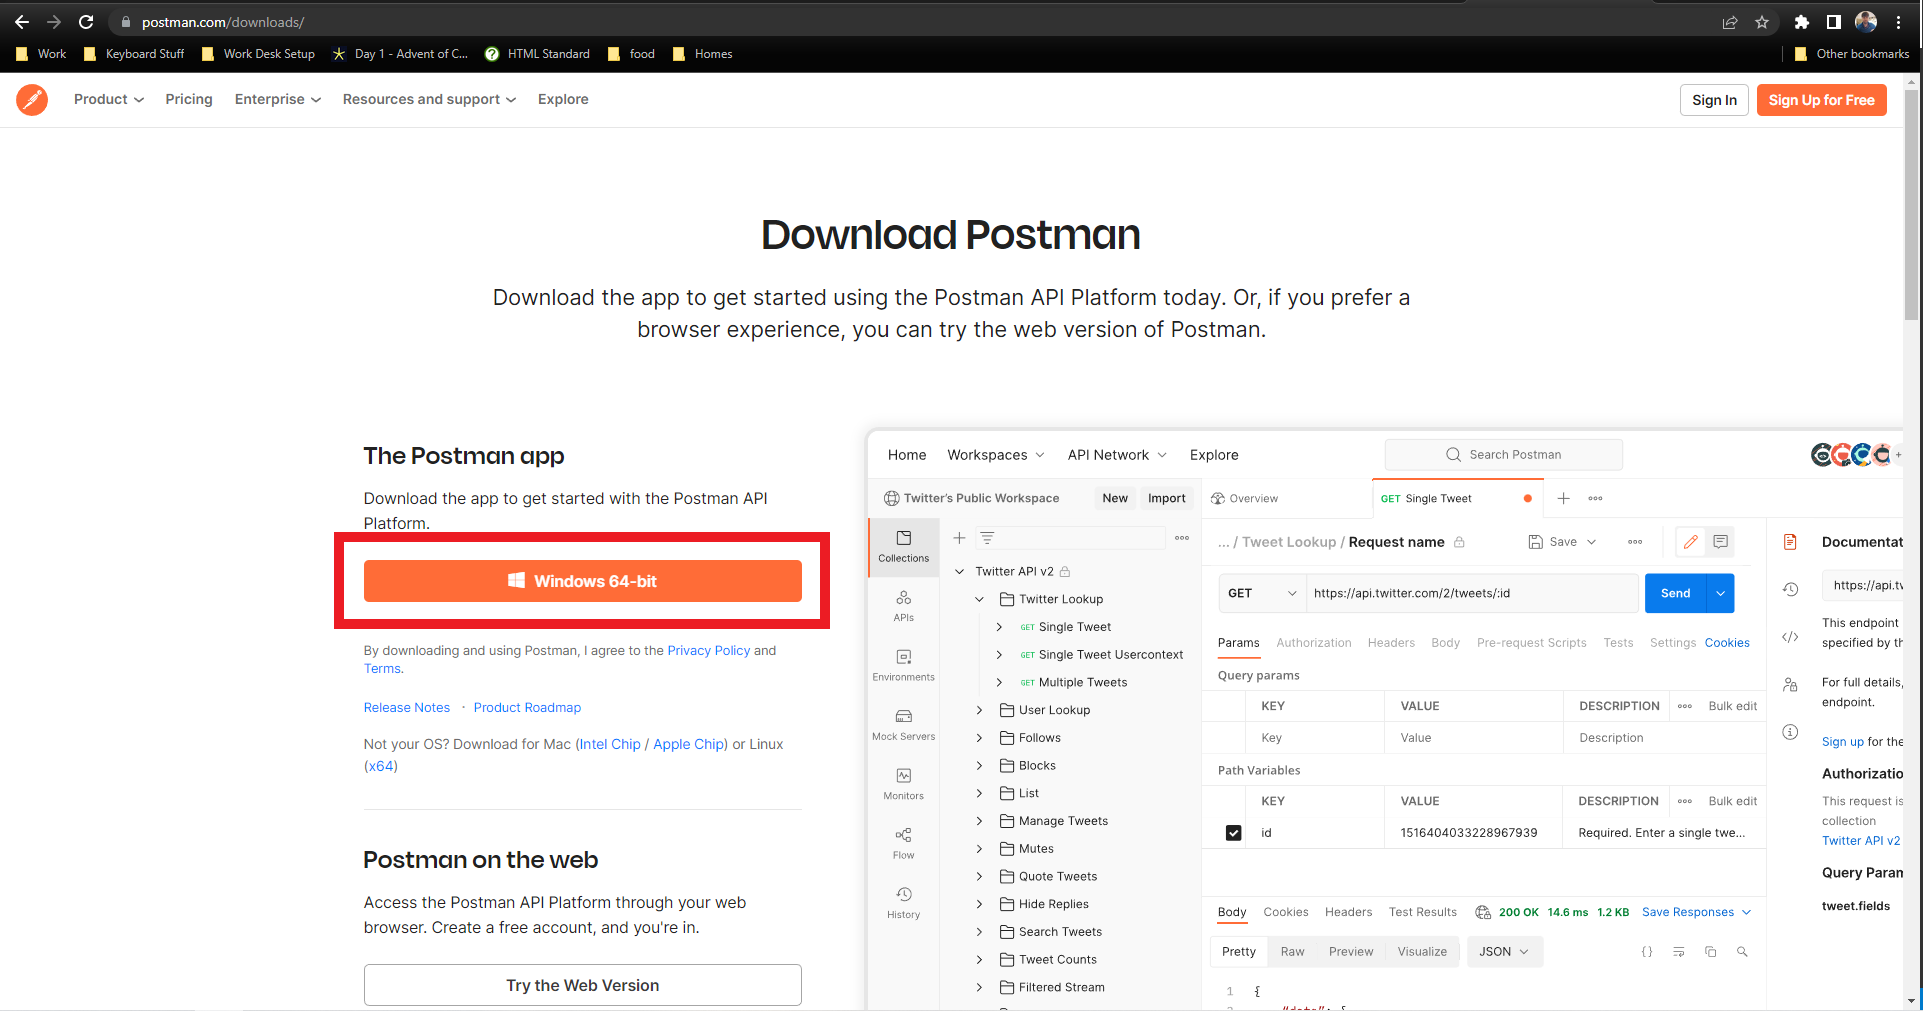 postman.com/downloads/
Work
Keyboard Stuff
Work Desk Setup
Day 1 - Advent of C...
HTML Standard
food
Homes
Other bookmarks
Product
Pricing
Enterprise
Resources and support
Explore
Sign In
Sign Up for Free
Download Postman
Download the app to get started using the Postman API Platform today. Or, if you prefer a
browser experience, you can try the web version of Postman.
The Postman app
Download the app to get started with the Postman API
Platform.
Windows 64-bit
By downloading and using Postman, I agree to the Privacy Policy and
Terms.
Release Notes · Product Roadmap
Not your OS? Download for Mac (Intel Chip / Apple Chip) or Linux
(x64)
Postman on the web
Access the Postman API Platform through your web
browser. Create a free account, and you're in.
Try the Web Version
Home
Workspaces
API Network
Explore
Search Postman
Twitter's Public Workspace
New
Import
Overview
GET Single Tweet
Collections
APIs
Environments
Mock Servers
Monitors
Flow
History
Twitter API v2
Twitter Lookup
GET Single Tweet
GET Single Tweet Usercontext
GET Multiple Tweets
User Lookup
Follows
Blocks
List
Manage Tweets
Mutes
Quote Tweets
Hide Replies
Search Tweets
Tweet Counts
Filtered Stream
... / Tweet Lookup / Request name
Save
GET
https://api.twitter.com/2/tweets/:id
Send
Params
Authorization
Headers
Body
Pre-request Scripts
Tests
Settings
Cookies
Query params
KEY
VALUE
DESCRIPTION
Bulk edit
Key
Value
Description
Path Variables
KEY
VALUE
DESCRIPTION
Bulk edit
id
1516404033228967939
Required. Enter a single twe...
Body
Cookies
Headers
Test Results
200 OK
14.6 ms
1.2 KB
Save Responses
Pretty
Raw
Preview
Visualize
JSON
{}
1 {
Documentat
https://api.tw
This endpoint
specified by th
For full details,
endpoint.
Sign up for the
Authorizatio
This request is
collection
Twitter API v2
Query Param
tweet.fields